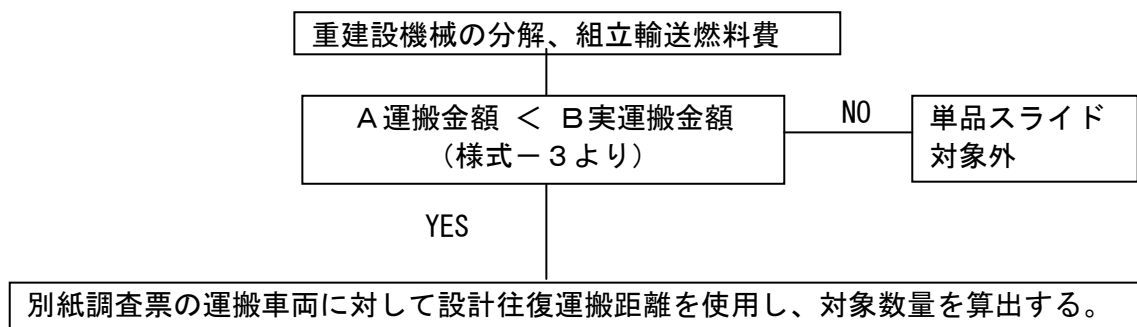 重建設機械の分解、組立輸送燃料費
A運搬金額 < B実運搬金額
(様式-3より)
NO
単品スライド
対象外
YES
別紙調査票の運搬車両に対して設計往復運搬距離を使用し、対象数量を算出する。